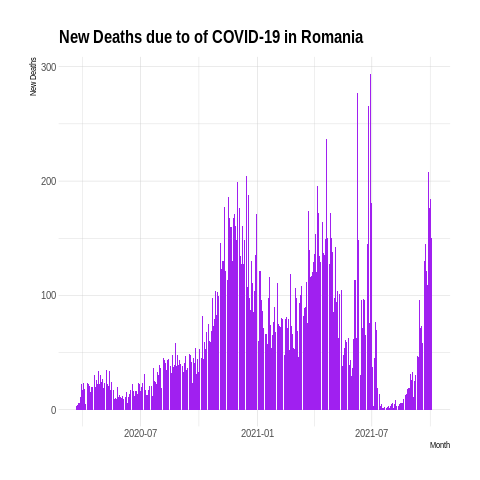 New Deaths due to of COVID-19 in Romania
New Deaths
300
200
100
0
2020-07
2021-01
2021-07
Month